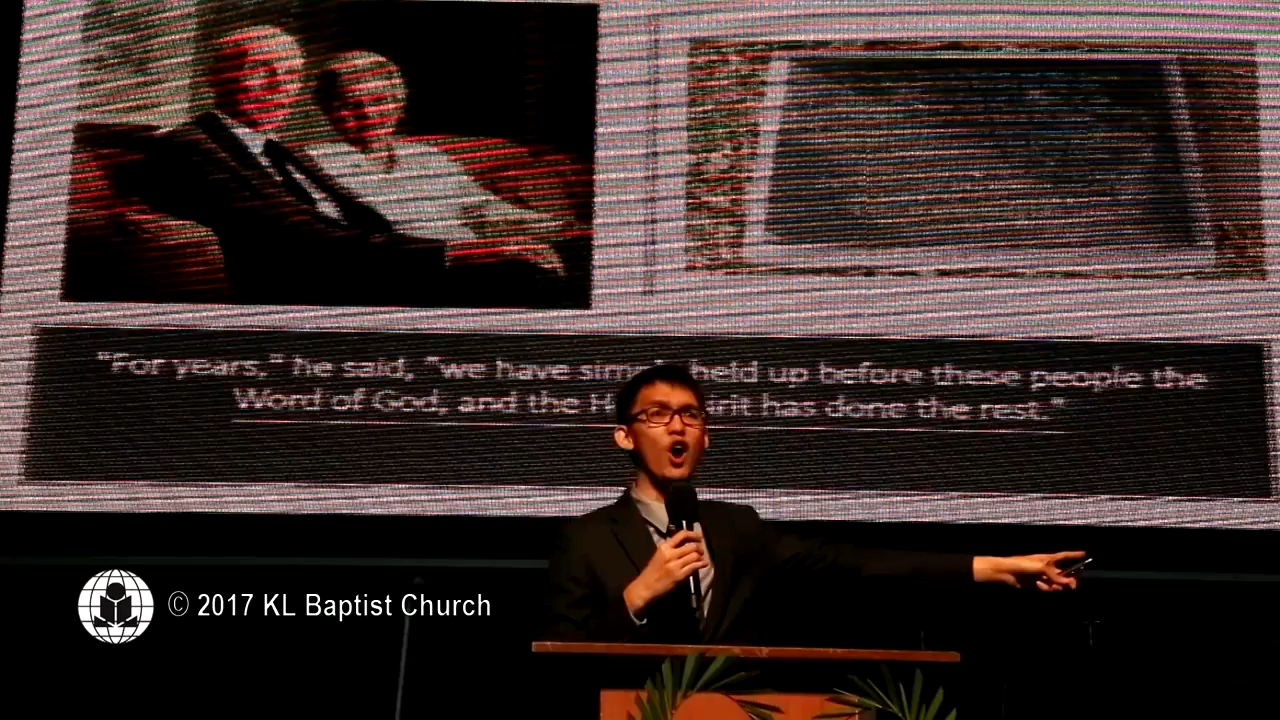 "For years," he said, "we have held up before these people the
Word of God, and the has done the rest."
© 2017 KL Baptist Church